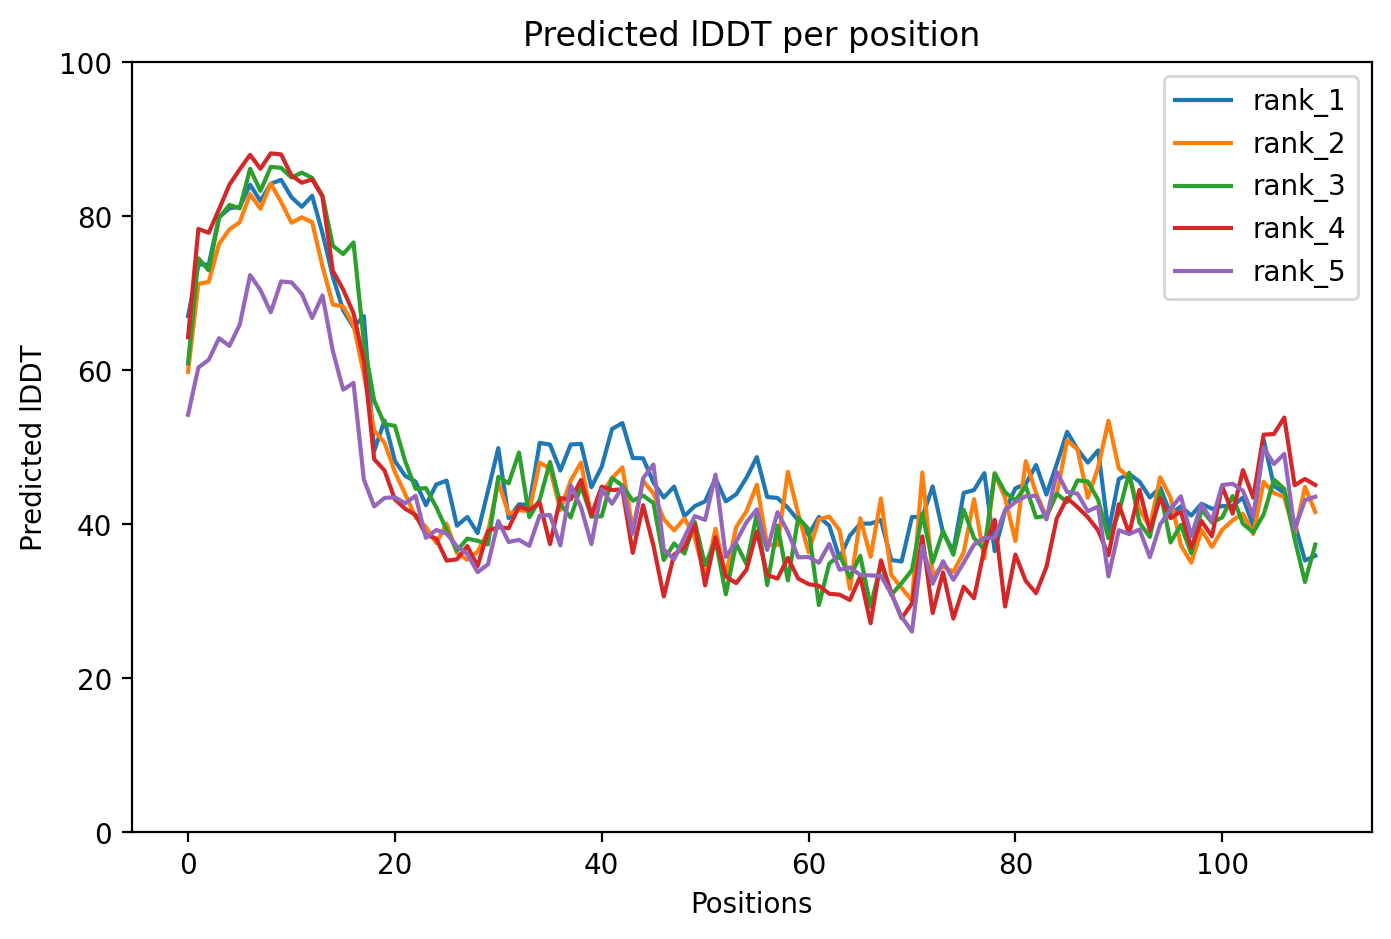 Predicted lDDT per position
100
80
60
40
20
0
Predicted lDDT
rank_1
rank_2
rank_3
rank_4
rank_5
0 20 40 60 80 100
Positions